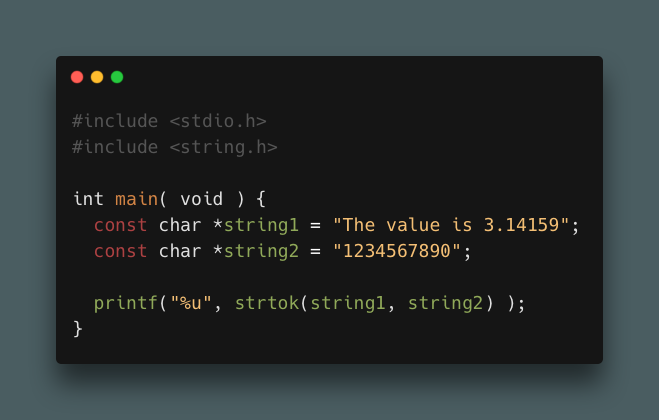 #include <stdio.h>
#include <string.h>
int main( void ) {
const char *string1 = "The value is 3.14159";
const char *string2 = "1234567890";
printf("%u", strtok(string1, string2) );
}